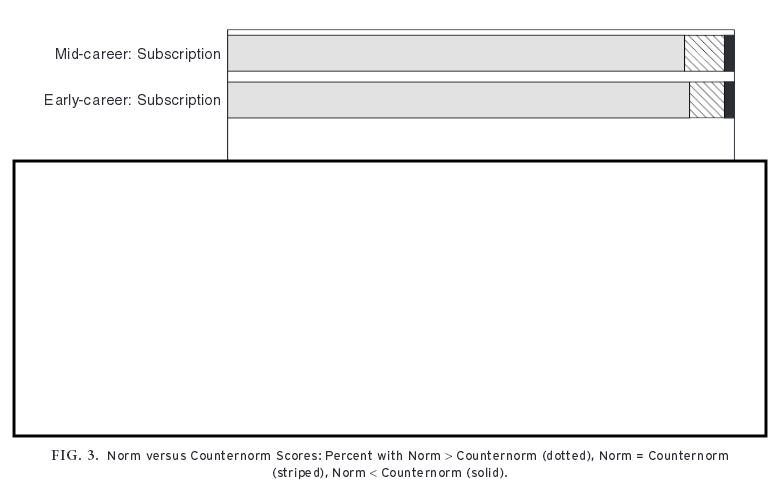 Mid-career: Subscription
Early-career: Subscription
FIG. 3. Norm versus Counternorm Scores: Percent with Norm > Counternorm (dotted), Norm = Counternorm
(striped), Norm < Counternorm (solid).